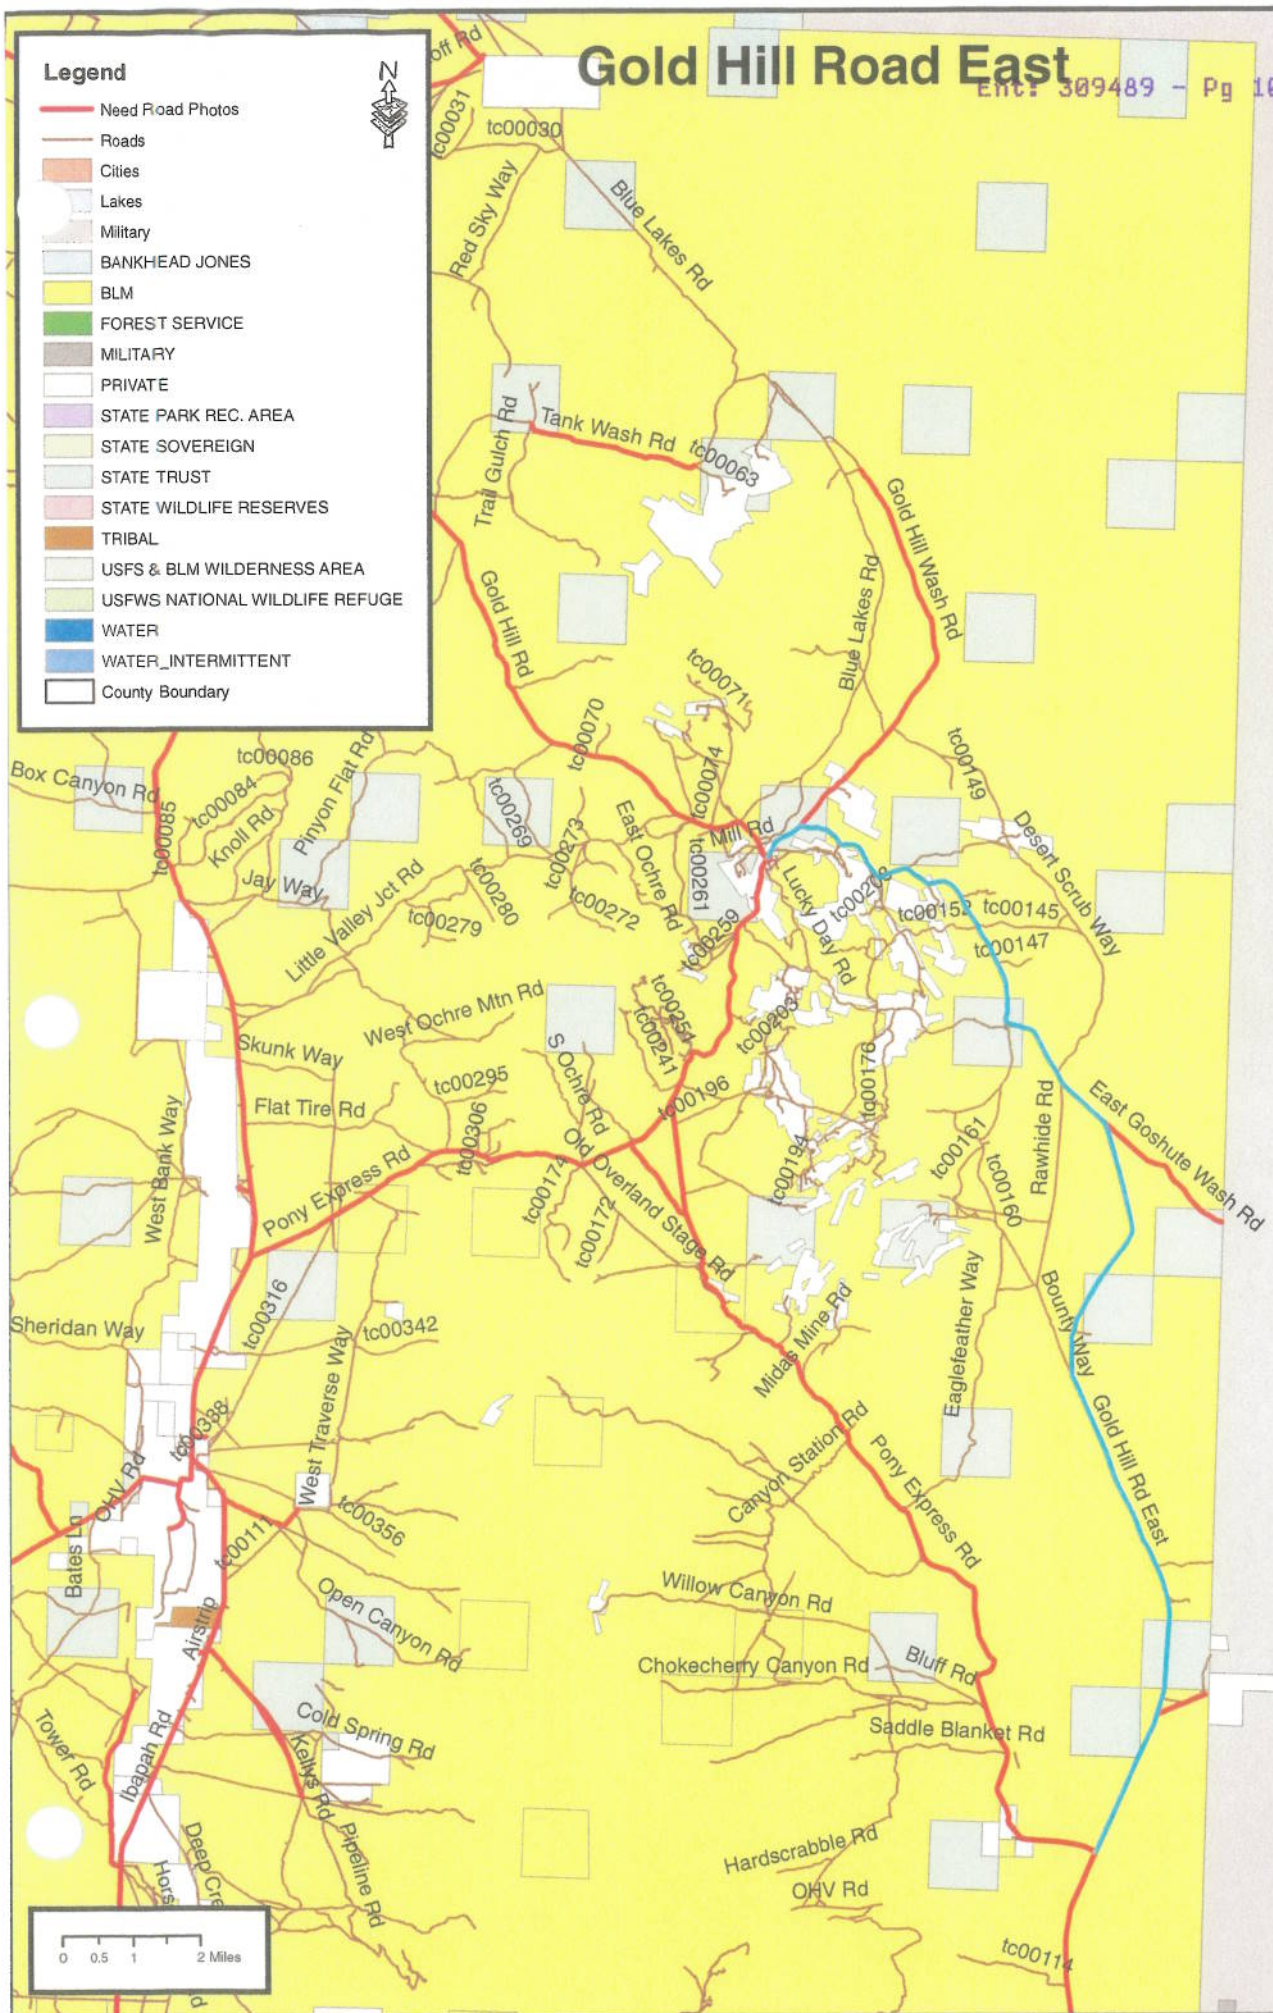 Gold Hill Road East
Ent: 309489 - Pg 10
Legend
N
Need Road Photos
Roads
Cities
Lakes
Military
BANKHEAD JONES
BLM
FOREST SERVICE
MILITARY
PRIVATE
STATE PARK REC. AREA
STATE SOVEREIGN
STATE TRUST
STATE WILDLIFE RESERVES
TRIBAL
USFS & BLM WILDERNESS AREA
USFWS NATIONAL WILDLIFE REFUGE
WATER
WATER_INTERMITTENT
County Boundary
off Rd
tc00031
tc00030
Red Sky Way
Blue Lakes Rd
Trail Gulch Rd
Tank Wash Rd
tc00063
Gold Hill Wash Rd
Gold Hill Rd
Blue Lakes Rd
tc00071
tc00070
tc00074
tc00149
tc00086
Pinyon Flat Rd
Box Canyon Rd
tc00084
tc00085
Knoll Rd
Jay Way
tc00269
tc00273
East Ochre Rd
Mill Rd
Desert Scrub Way
Little Valley Jct Rd
tc00280
tc00279
tc00272
tc00261
tc00259
Lucky Day Rd
tc00152
tc00145
tc00147
West Ochre Mtn Rd
tc00251
tc00241
tc00203
tc00176
Skunk Way
tc00295
S Ochre Rd
tc00196
Flat Tire Rd
tc00306
West Bank Way
Pony Express Rd
tc00174
tc00172
Old Overland Stage Rd
tc00194
tc00161
tc00160
Rawhide Rd
East Goshute Wash Rd
tc00316
Sheridan Way
tc00342
West Traverse Way
Midas Mine Rd
Eaglefeather Way
Bounty Way
tc00338
OHV Rd
Bates Ln
tc00111
tc00356
Canyon Station Rd
Pony Express Rd
Gold Hill Rd East
Open Canyon Rd
Airstrip
Willow Canyon Rd
Chokecherry Canyon Rd
Bluff Rd
Cold Spring Rd
Saddle Blanket Rd
Tower Rd
Ibapah Rd
Kellys Rd
Pipeline Rd
Deep Cre
Hors
Hardscrabble Rd
OHV Rd
tc00114
0 0.5 1 2 Miles